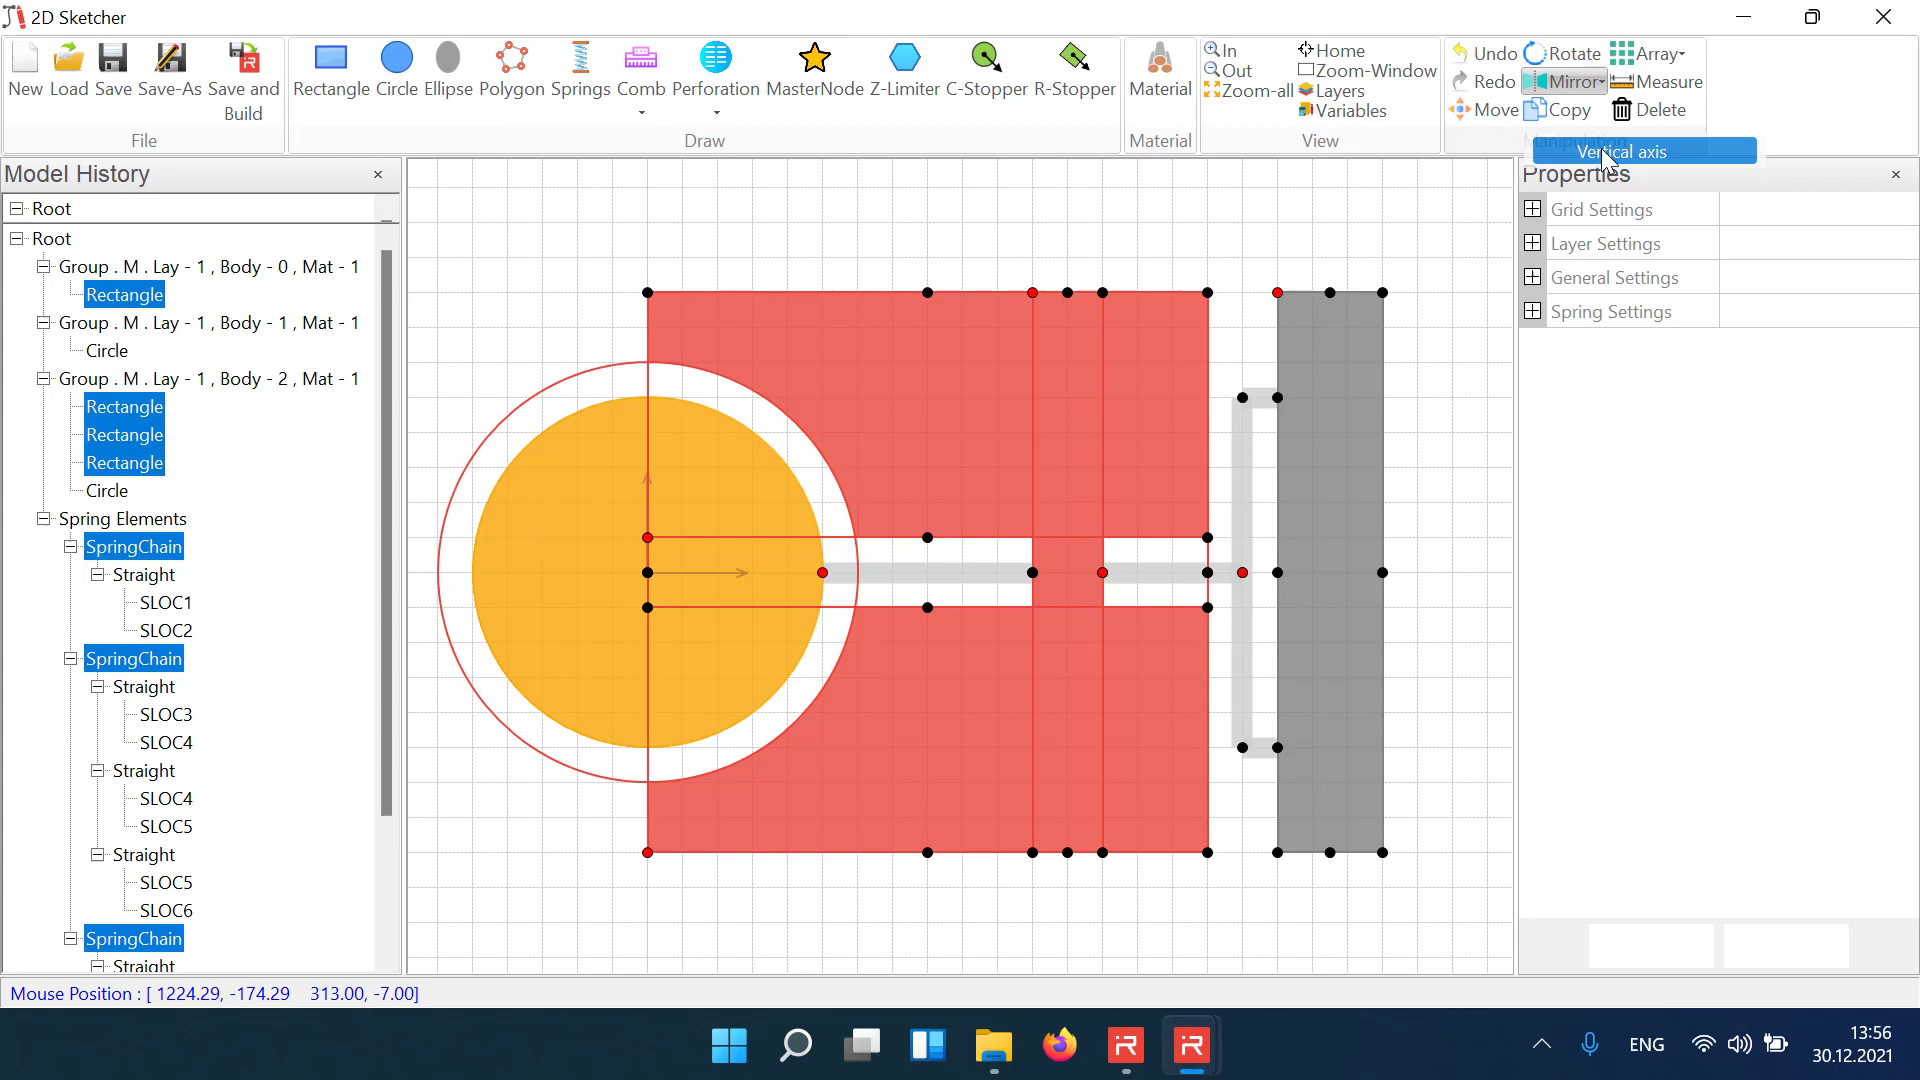 2D Sketcher
New Load Save Save-As Save and Build
File
Rectangle Circle Ellipse Polygon Springs Comb Perforation MasterNode Z-Limiter C-Stopper R-Stopper
Draw
Material
Material
In
Out
Zoom-all
Home
Zoom-Window
Layers
Variables
View
Undo Rotate Array
Redo Mirror Measure
Move Copy Delete
Manipulation
Vertical axis
Model History
Root
Root
Group . M . Lay - 1 , Body - 0 , Mat - 1
Rectangle
Group . M . Lay - 1 , Body - 1 , Mat - 1
Circle
Group . M . Lay - 1 , Body - 2 , Mat - 1
Rectangle
Rectangle
Rectangle
Circle
Spring Elements
SpringChain
Straight
SLOC1
SLOC2
SpringChain
Straight
SLOC3
SLOC4
Straight
SLOC4
SLOC5
Straight
SLOC5
SLOC6
SpringChain
Straight
Properties
Grid Settings
Layer Settings
General Settings
Spring Settings
Mouse Position : [ 1224.29, -174.29 313.00, -7.00]
ENG
13:56
30.12.2021